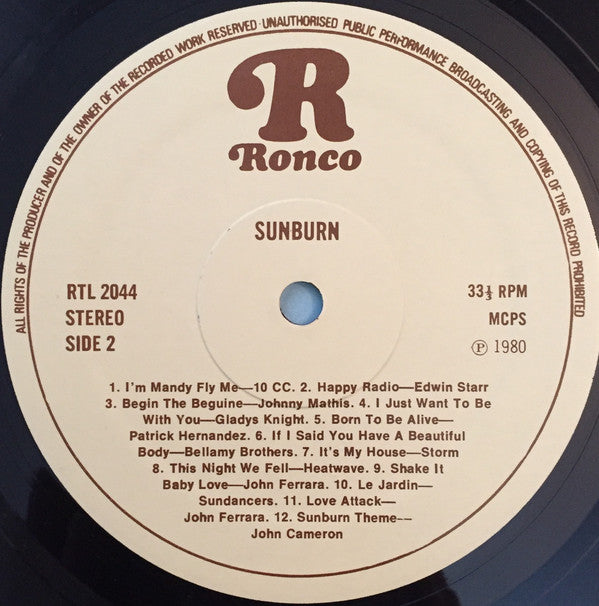 ALL RIGHTS OF THE PRODUCER AND OF THE OWNER OF THE RECORDED WORK RESERVED · UNAUTHORISED PUBLIC PERFORMANCE BROADCASTING AND COPYING OF THIS RECORD PROHIBITED
R
Ronco
SUNBURN
RTL 2044
STEREO
SIDE 2
33⅓ RPM
MCPS
℗ 1980
1. I'm Mandy Fly Me—10 CC. 2. Happy Radio—Edwin Starr
3. Begin The Beguine—Johnny Mathis. 4. I Just Want To Be
With You—Gladys Knight. 5. Born To Be Alive—
Patrick Hernandez. 6. If I Said You Have A Beautiful
Body—Bellamy Brothers. 7. It's My House—Storm
8. This Night We Fell—Heatwave. 9. Shake It
Baby Love—John Ferrara. 10. Le Jardin—
Sundancers. 11. Love Attack—
John Ferrara. 12. Sunburn Theme—
John Cameron